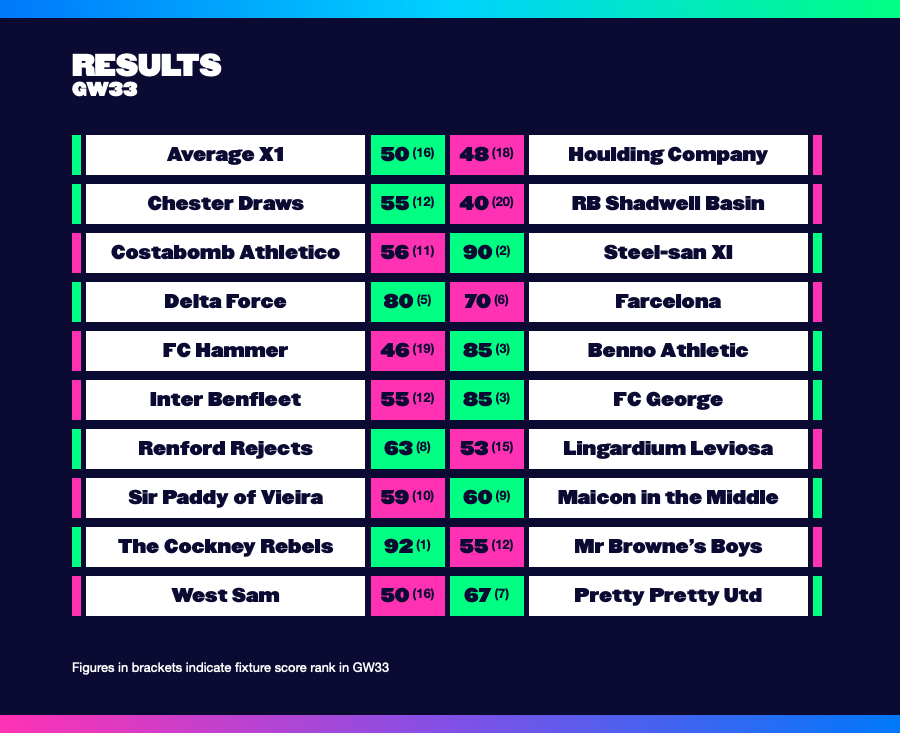 RESULTS
GW33
Average X1 50 (16) 48 (18) Houlding Company
Chester Draws 55 (12) 40 (20) RB Shadwell Basin
Costabomb Athletico 56 (11) 90 (2) Steel-san XI
Delta Force 80 (5) 70 (6) Farcelona
FC Hammer 46 (19) 85 (3) Benno Athletic
Inter Benfleet 55 (12) 85 (3) FC George
Renford Rejects 63 (8) 53 (15) Lingardium Leviosa
Sir Paddy of Vieira 59 (10) 60 (9) Maicon in the Middle
The Cockney Rebels 92 (1) 55 (12) Mr Browne’s Boys
West Sam 50 (16) 67 (7) Pretty Pretty Utd
Figures in brackets indicate fixture score rank in GW33